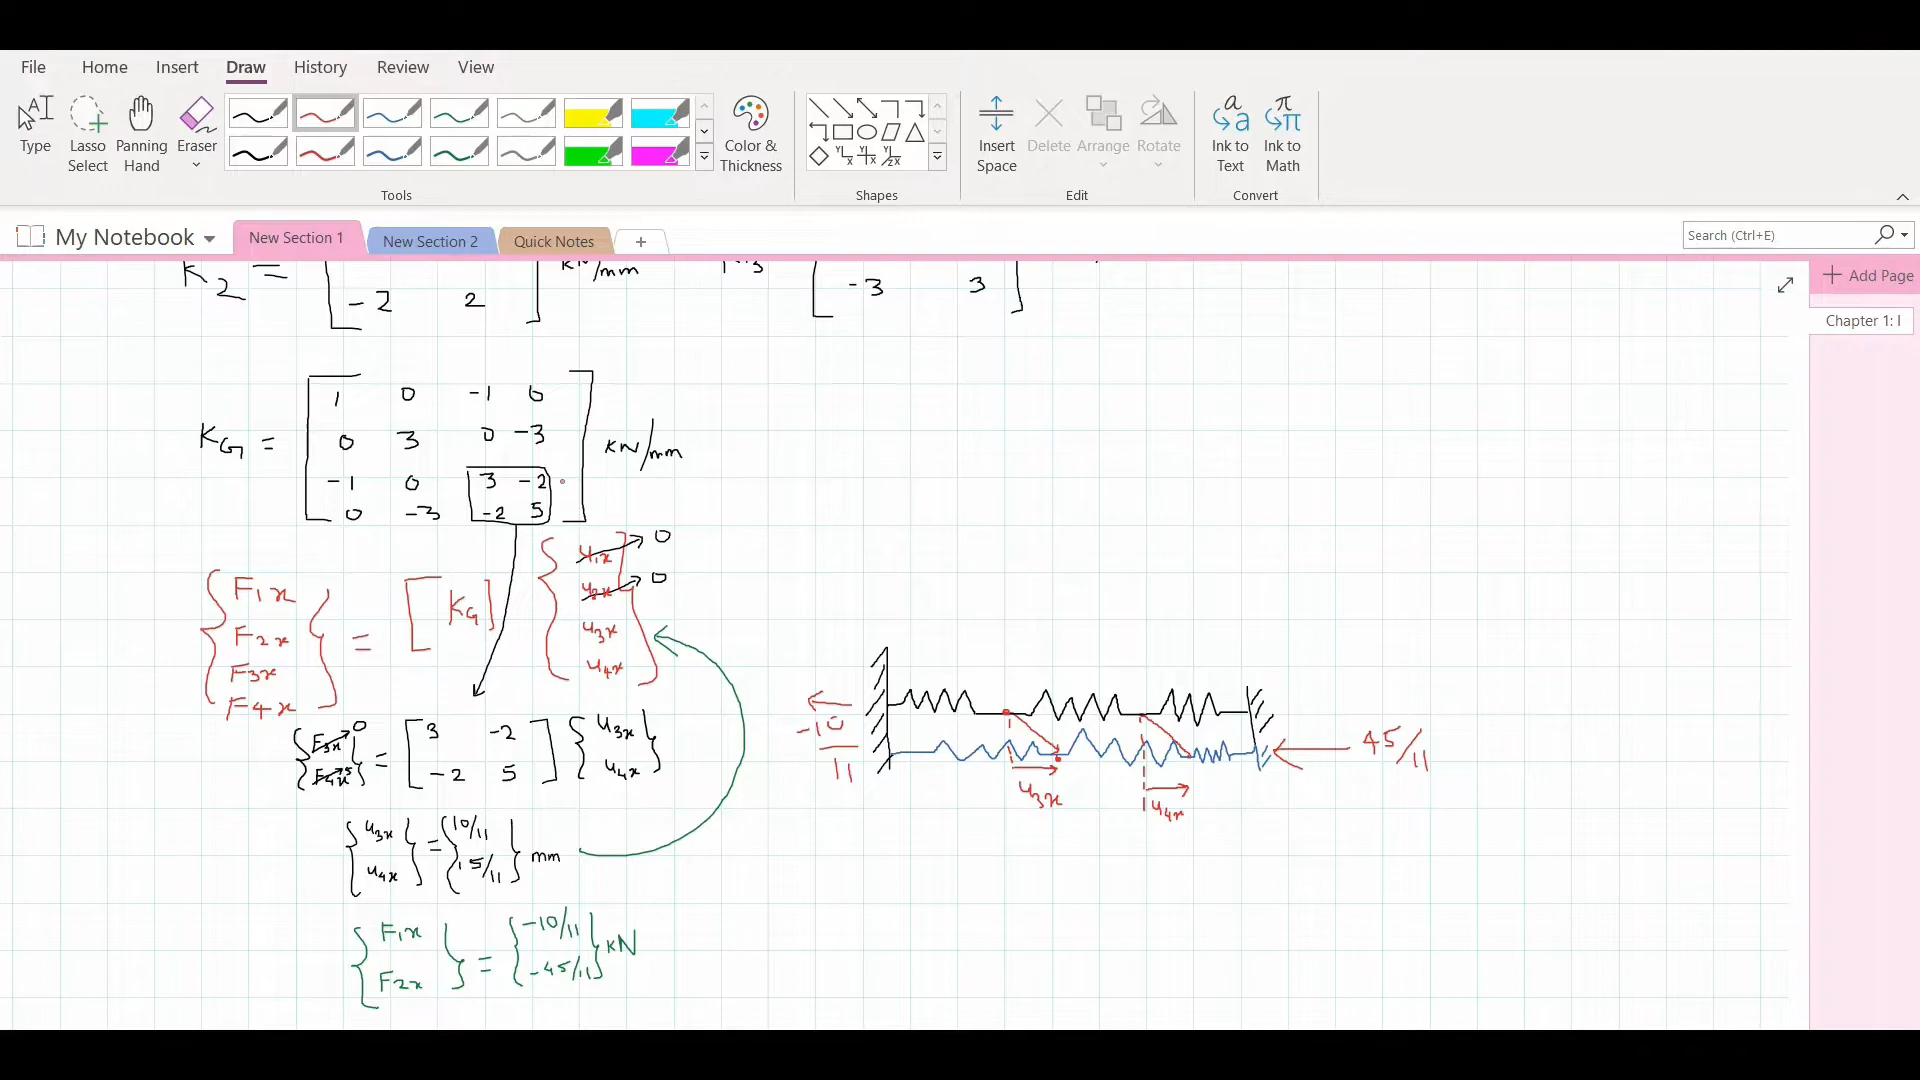 File Home Insert Draw History Review View
Type Lasso Select Panning Hand Eraser Color & Thickness Insert Space Delete Arrange Rotate Ink to Text Ink to Math
Tools Shapes Edit Convert
My Notebook New Section 1 New Section 2 Quick Notes + Search (Ctrl+E)
+ Add Page
Chapter 1: I
K2 = kN/mm
-2 2
-3 3
1 0 -1 0
KG = 0 3 0 -3 kN/mm
-1 0 3 -2
0 -3 -2 5
F1x
F2x
F3x
F4x
= [KG]
u1x 0
u2x 0
u3x
u4x
F3x 0
F4x 5
= 3 -2
-2 5
u3x
u4x
u3x = 10/11
u4x 15/11 mm
F1x = -10/11 kN
F2x -45/11
-10
11
45/11
u3x
u4x